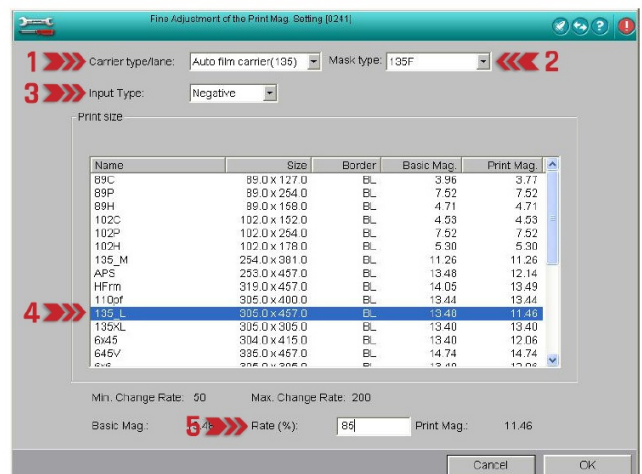 Fine Adjustment of the Print Mag. Setting [0241]
1 Carrier type/lane: Auto film carrier(135) Mask type: 135F 2
3 Input Type: Negative
Print size
Name Size Border Basic Mag. Print Mag.
89C 89.0 x 127.0 BL 3.96 3.77
89P 89.0 x 254.0 BL 7.52 7.52
89H 89.0 x 158.0 BL 4.71 4.71
102C 102.0 x 152.0 BL 4.53 4.53
102P 102.0 x 254.0 BL 7.52 7.52
102H 102.0 x 178.0 BL 5.30 5.30
135_M 254.0 x 381.0 BL 11.26 11.26
APS 253.0 x 457.0 BL 13.48 12.14
HFrm 319.0 x 457.0 BL 14.05 13.49
110pf 305.0 x 400.0 BL 13.44 13.44
4 135_L 305.0 x 457.0 BL 13.48 11.46
135XL 305.0 x 305.0 BL 13.40 13.40
6x45 304.0 x 415.0 BL 13.40 12.06
645V 335.0 x 457.0 BL 14.74 14.74
Min. Change Rate: 50 Max. Change Rate: 200
Basic Mag.: 5 Rate (%): 85 Print Mag.: 11.46
Cancel OK